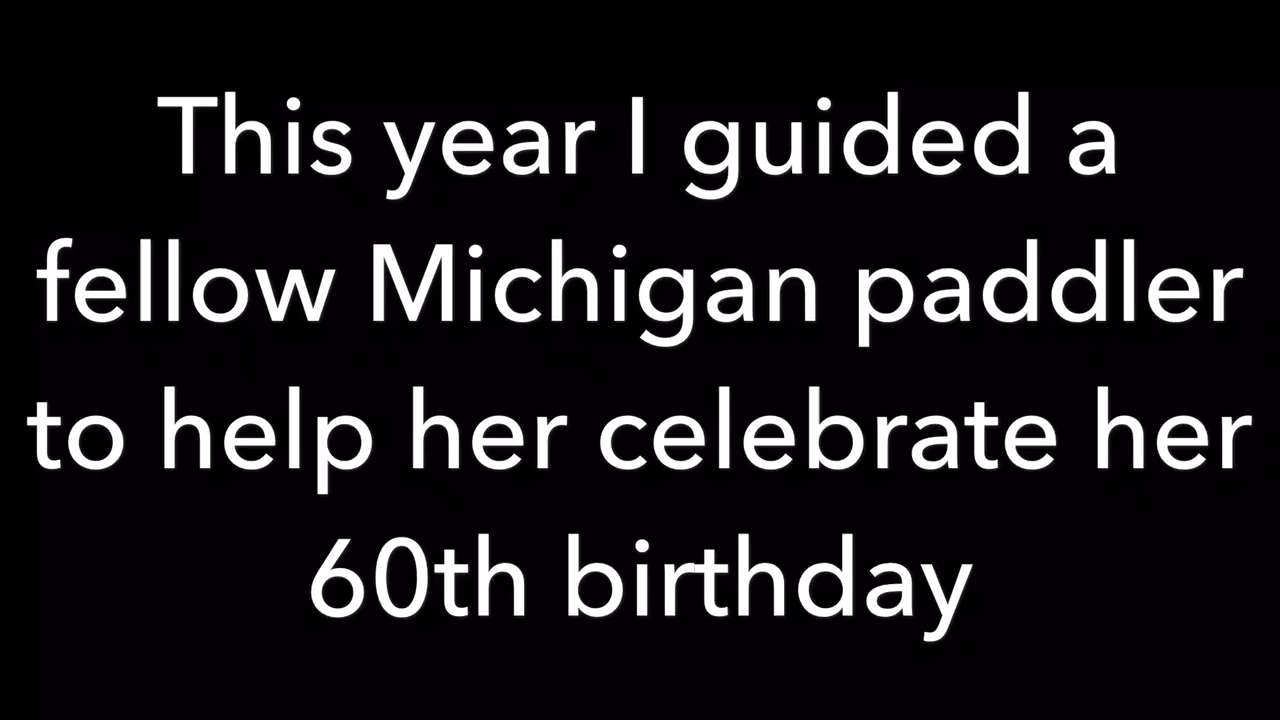 This year I guided a
fellow Michigan paddler
to help her celebrate her
60th birthday